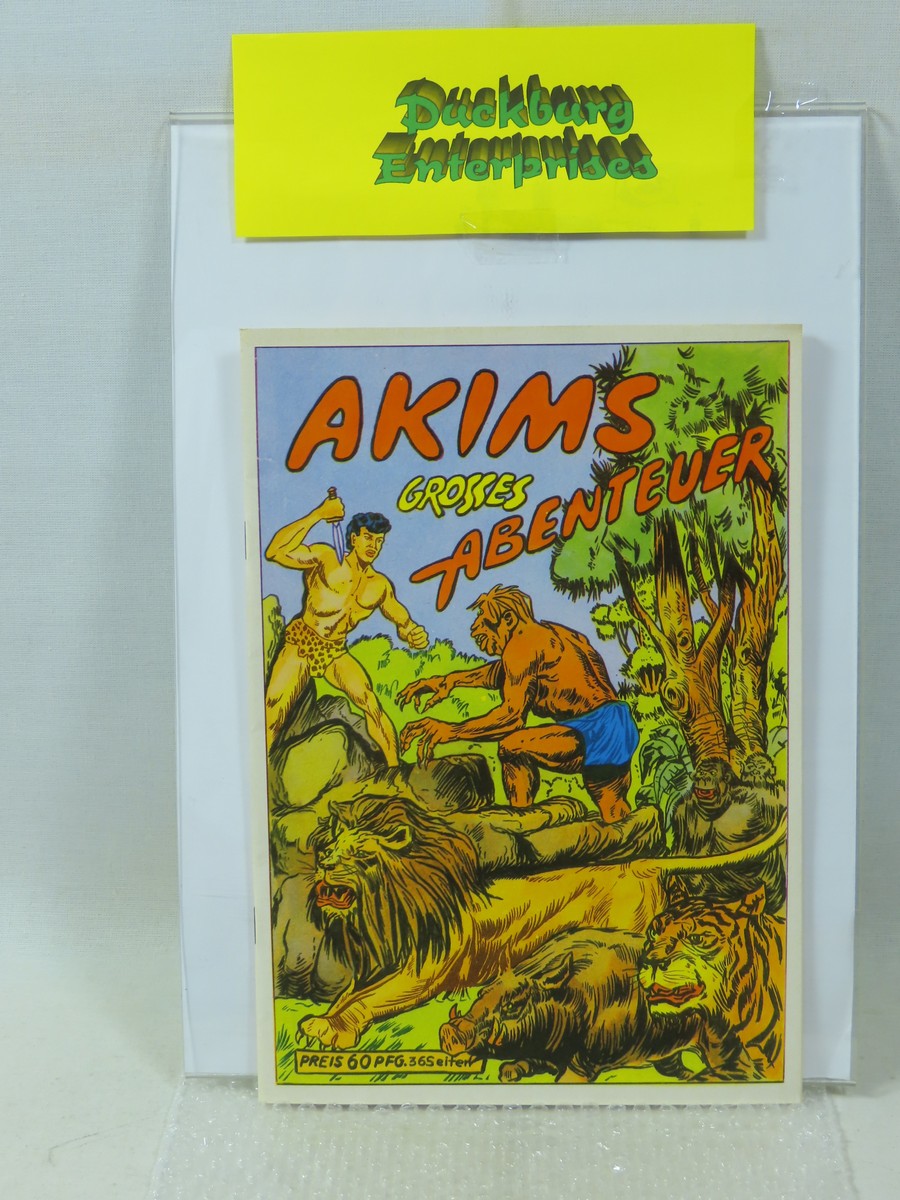 Duckburg
Enterprises
AKIMS
GROSSES
ABENTEUER
PREIS 60 PFG. 36 Seiten